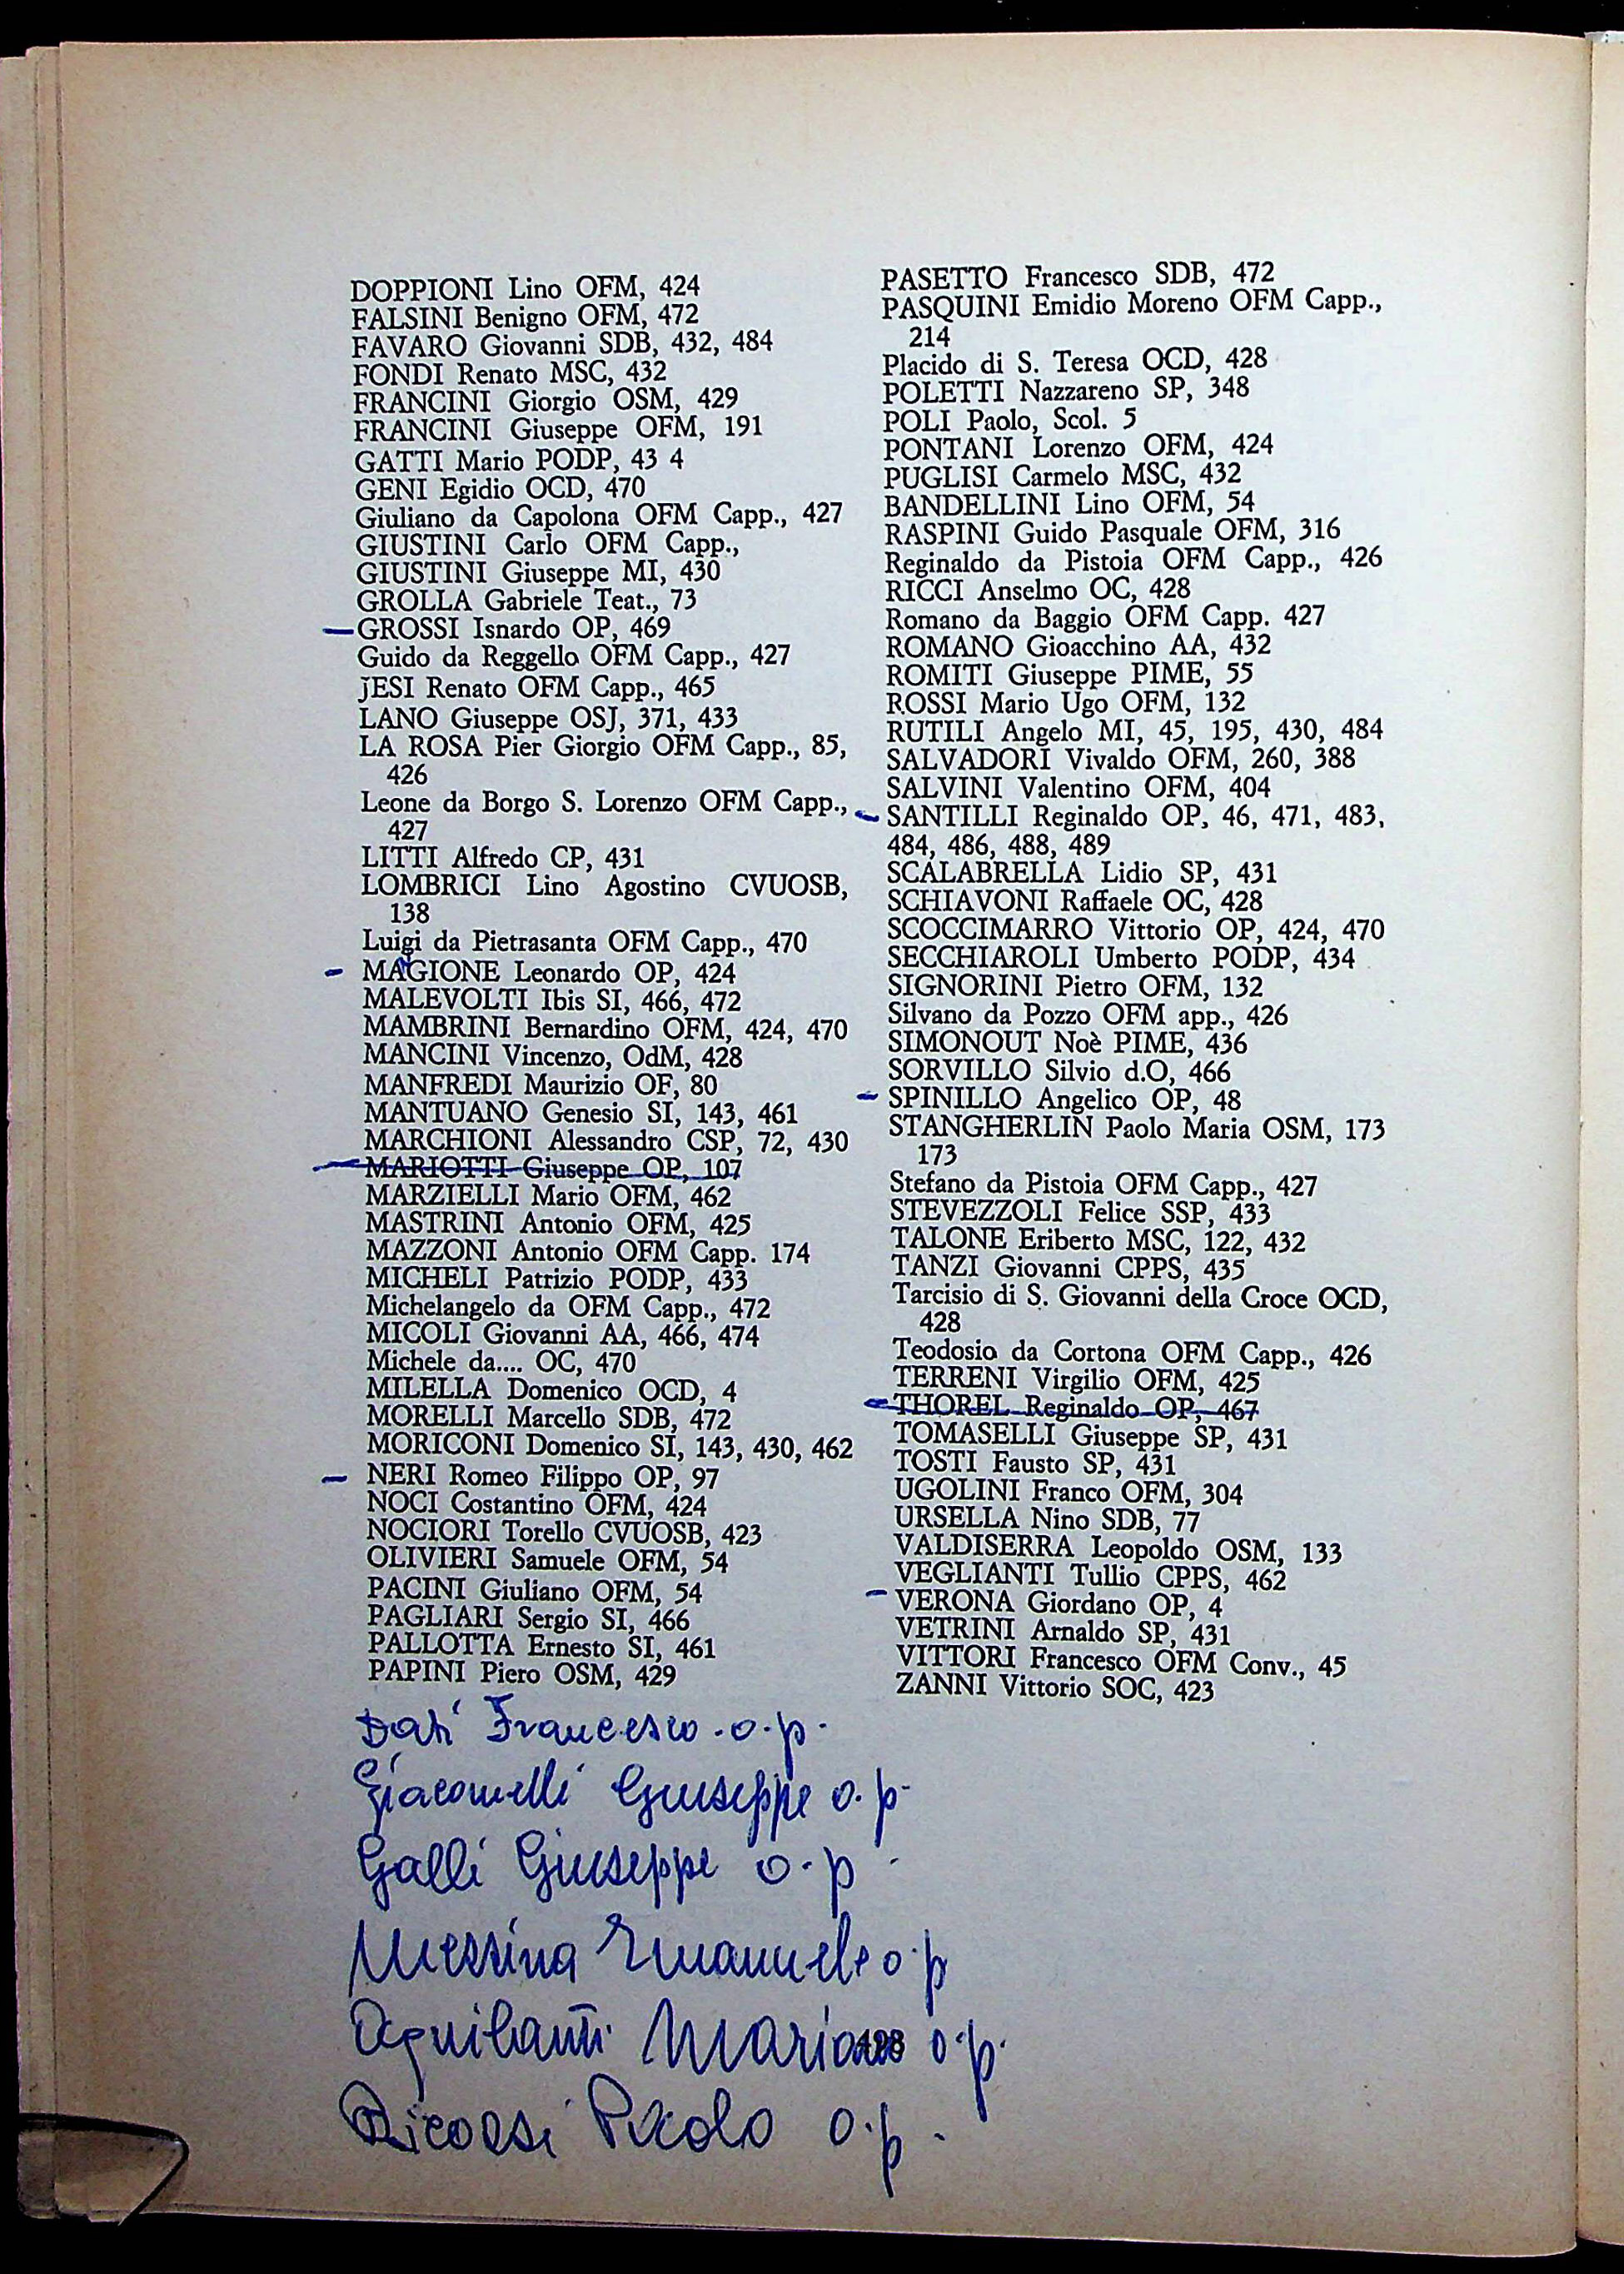 DOPPIONI Lino OFM, 424
FALSINI Benigno OFM, 472
FAVARO Giovanni SDB, 432, 484
FONDI Renato MSC, 432
FRANCINI Giorgio OSM, 429
FRANCINI Giuseppe OFM, 191
GATTI Mario PODP, 43 4
GENI Egidio OCD, 470
Giuliano da Capolona OFM Capp., 427
GIUSTINI Carlo OFM Capp.,
GIUSTINI Giuseppe MI, 430
GROLLA Gabriele Teat., 73
GROSSI Isnardo OP, 469
Guido da Reggello OFM Capp., 427
JESI Renato OFM Capp., 465
LANO Giuseppe OSJ, 371, 433
LA ROSA Pier Giorgio OFM Capp., 85,
426
Leone da Borgo S. Lorenzo OFM Capp.,
427
LITTI Alfredo CP, 431
LOMBRICI Lino Agostino CVUOSB,
138
Luigi da Pietrasanta OFM Capp., 470
MAGIONE Leonardo OP, 424
MALEVOLTI Ibis SI, 466, 472
MAMBRINI Bernardino OFM, 424, 470
MANCINI Vincenzo, OdM, 428
MANFREDI Maurizio OF, 80
MANTUANO Genesio SI, 143, 461
MARCHIONI Alessandro CSP, 72, 430
MARIOTTI Giuseppe OP, 107
MARZIELLI Mario OFM, 462
MASTRINI Antonio OFM, 425
MAZZONI Antonio OFM Capp. 174
MICHELI Patrizio PODP, 433
Michelangelo da OFM Capp., 472
MICOLI Giovanni AA, 466, 474
Michele da.... OC, 470
MILELLA Domenico OCD, 4
MORELLI Marcello SDB, 472
MORICONI Domenico SI, 143, 430, 462
NERI Romeo Filippo OP, 97
NOCI Costantino OFM, 424
NOCIORI Torello CVUOSB, 423
OLIVIERI Samuele OFM, 54
PACINI Giuliano OFM, 54
PAGLIARI Sergio SI, 466
PALLOTTA Ernesto SI, 461
PAPINI Piero OSM, 429
PASETTO Francesco SDB, 472
PASQUINI Emidio Moreno OFM Capp.,
214
Placido di S. Teresa OCD, 428
POLETTI Nazzareno SP, 348
POLI Paolo, Scol. 5
PONTANI Lorenzo OFM, 424
PUGLISI Carmelo MSC, 432
BANDELLINI Lino OFM, 54
RASPINI Guido Pasquale OFM, 316
Reginaldo da Pistoia OFM Capp., 426
RICCI Anselmo OC, 428
Romano da Baggio OFM Capp. 427
ROMANO Gioacchino AA, 432
ROMITI Giuseppe PIME, 55
ROSSI Mario Ugo OFM, 132
RUTILI Angelo MI, 45, 195, 430, 484
SALVADORI Vivaldo OFM, 260, 388
SALVINI Valentino OFM, 404
SANTILLI Reginaldo OP, 46, 471, 483,
484, 486, 488, 489
SCALABRELLA Lidio SP, 431
SCHIAVONI Raffaele OC, 428
SCOCCIMARRO Vittorio OP, 424, 470
SECCHIAROLI Umberto PODP, 434
SIGNORINI Pietro OFM, 132
Silvano da Pozzo OFM app., 426
SIMONOUT Noè PIME, 436
SORVILLO Silvio d.O, 466
SPINILLO Angelico OP, 48
STANGHERLIN Paolo Maria OSM, 173
173
Stefano da Pistoia OFM Capp., 427
STEVEZZOLI Felice SSP, 433
TALONE Eriberto MSC, 122, 432
TANZI Giovanni CPPS, 435
Tarcisio di S. Giovanni della Croce OCD,
428
Teodosio da Cortona OFM Capp., 426
TERRENI Virgilio OFM, 425
THOREL Reginaldo OP, 467
TOMASELLI Giuseppe SP, 431
TOSTI Fausto SP, 431
UGOLINI Franco OFM, 304
URSELLA Nino SDB, 77
VALDISERRA Leopoldo OSM, 133
VEGLIANTI Tullio CPPS, 462
VERONA Giordano OP, 4
VETRINI Arnaldo SP, 431
VITTORI Francesco OFM Conv., 45
ZANNI Vittorio SOC, 423
Dati Francesco . o.p.
Giacomelli Giuseppe o.p.
Galli Giuseppe o.p.
Messina Emanuele o.p
Aquilanti Mariano o.p.
Ricossi Paolo o.p.